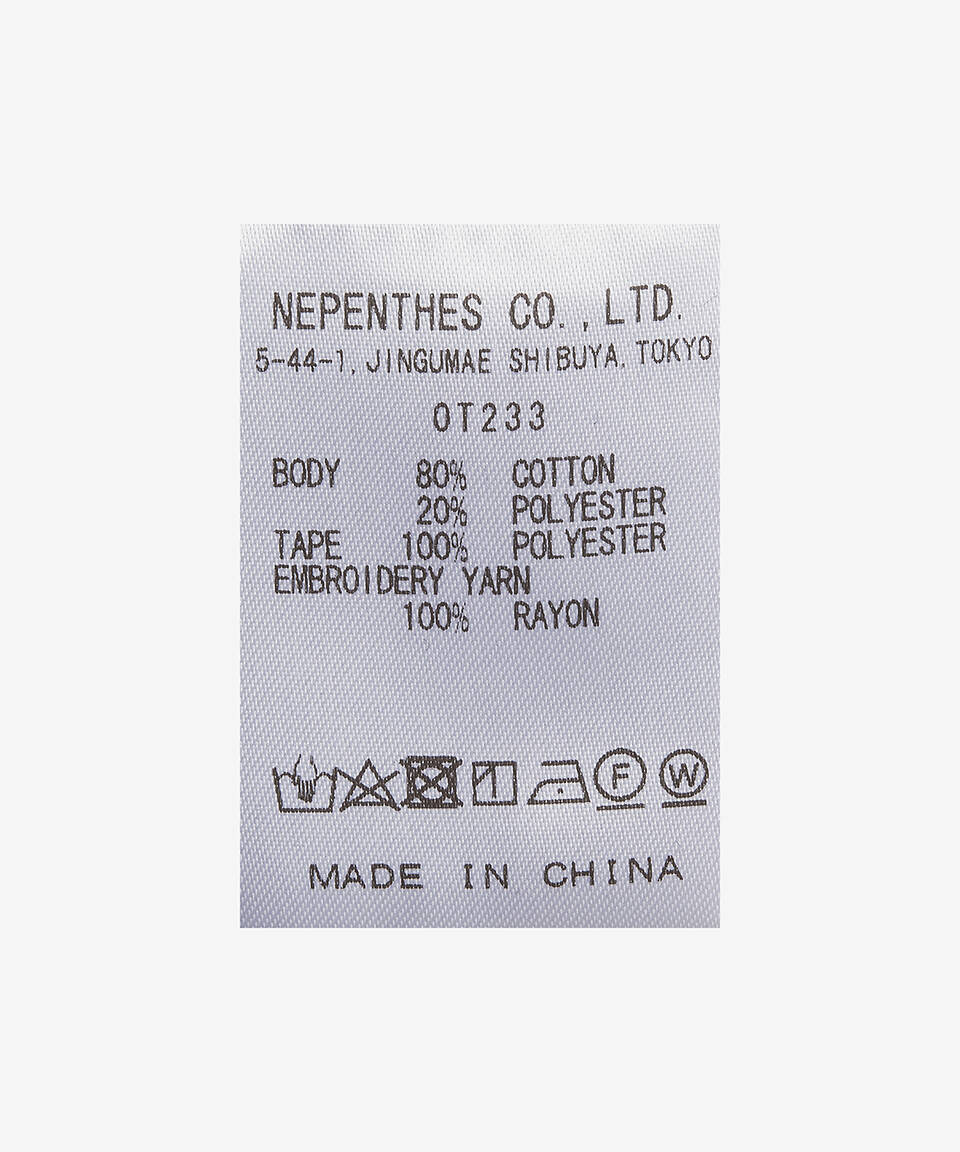 NEPENTHES CO.,LTD.
5-44-1, JINGUMAE SHIBUYA, TOKYO
OT233
BODY 80% COTTON
20% POLYESTER
TAPE 100% POLYESTER
EMBROIDERY YARN
100% RAYON
F W
MADE IN CHINA